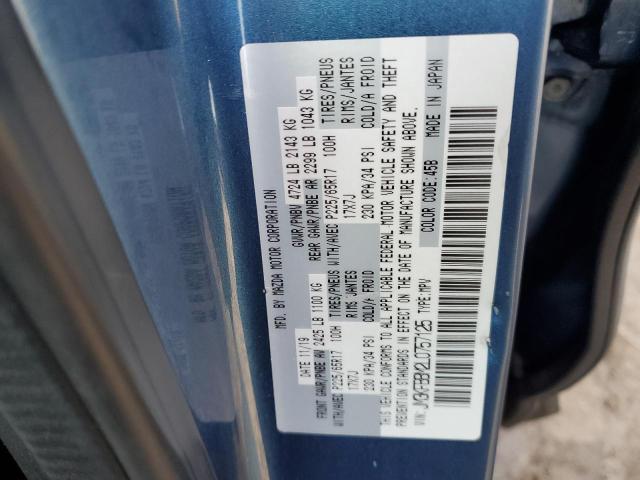 MFD. BY MAZDA MOTOR CORPORATION
DATE: 11/19
GVWR/PNBV 4724 LB 2143 KG
FRONT GAWR/PNBE AV 2425 LB 1100 KG
REAR GAWR/PNBE AR 2299 LB 1043 KG
WITH/AVEC P225/65R17 100H TIRES/PNEUS WITH/AVEC P225/65R17 100H TIRES/PNEUS
17X7J RIMS JANTES 17X7J RIMS/JANTES
230 KPA/34 PSI COLD/A FROID 230 KPA/34 PSI COLD/A FROID
THIS VEHICLE CONFORMS TO ALL APPLICABLE FEDERAL MOTOR VEHICLE SAFETY AND THEFT
PREVENTION STANDARDS IN EFFECT ON THE DATE OF MANUFACTURE SHOWN ABOVE.
VIN: JM3KFBBM2L0757125 TYPE:MPV
COLOR CODE:45B MADE IN JAPAN